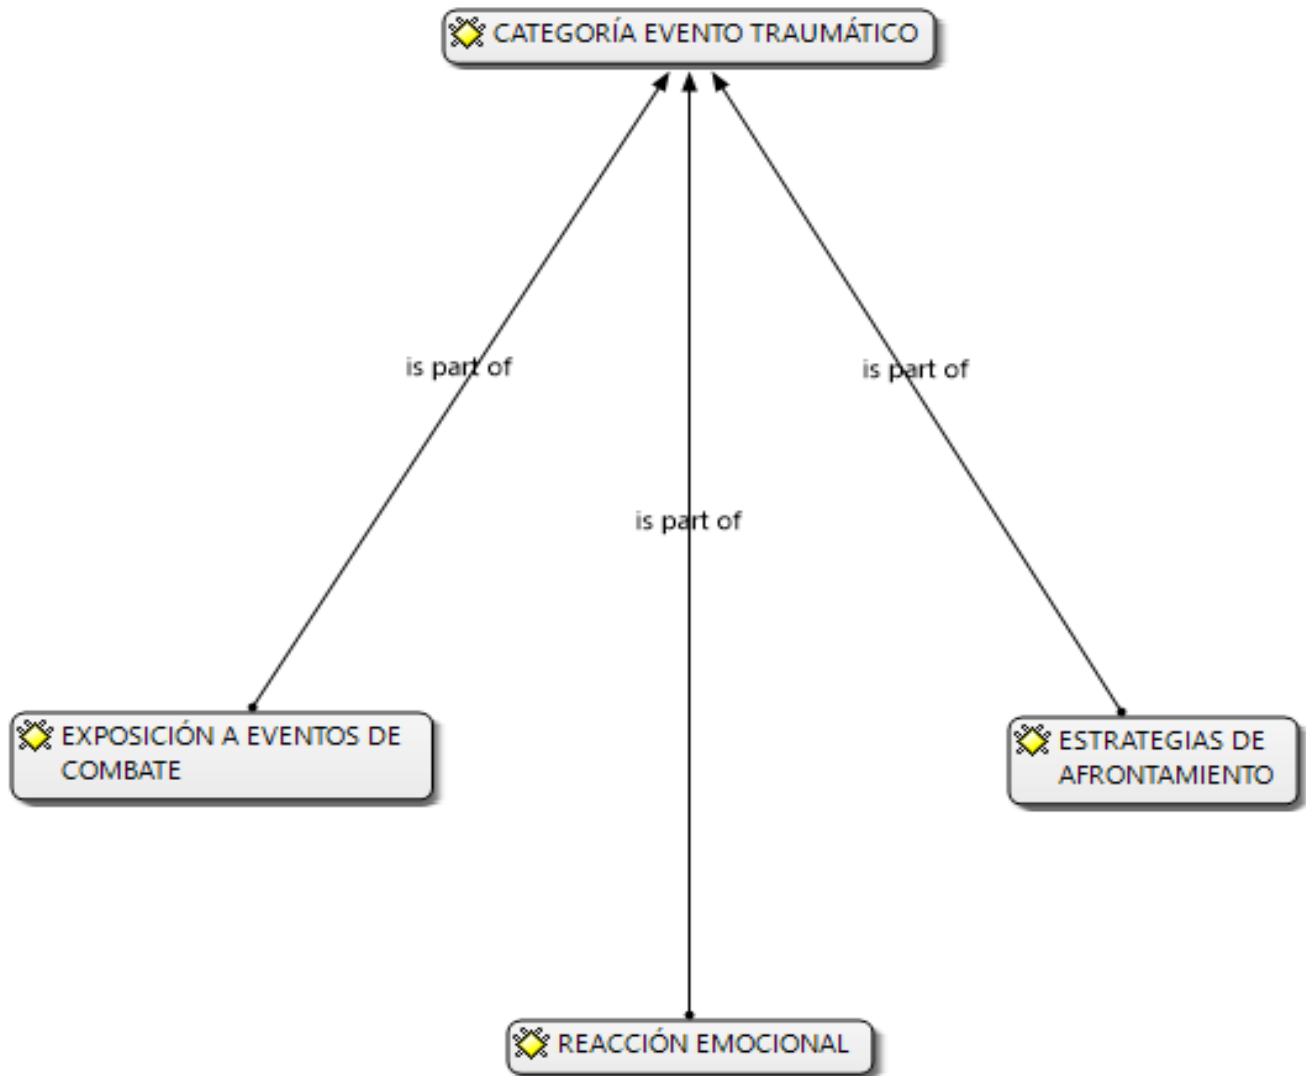 CATEGORÍA EVENTO TRAUMÁTICO
is part of
is part of
is part of
EXPOSICIÓN A EVENTOS DE
COMBATE
ESTRATEGIAS DE
AFRONTAMIENTO
REACCIÓN EMOCIONAL